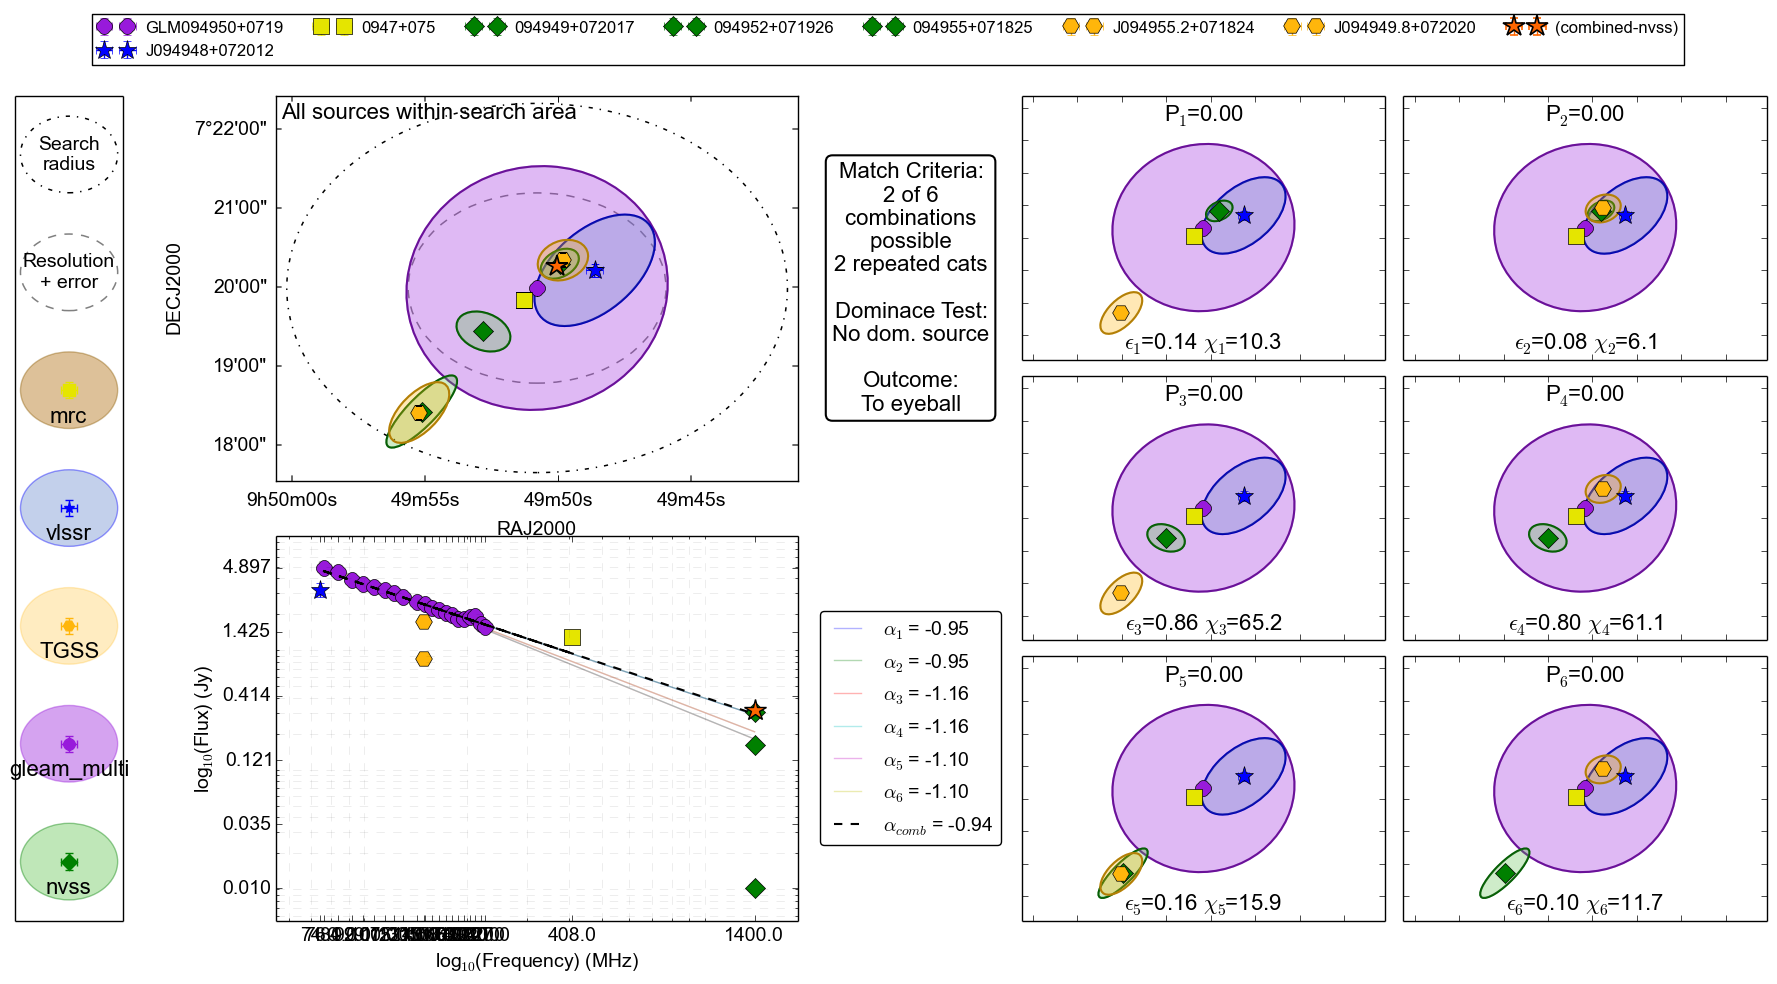 GLM094950+0719 0947+075 094949+072017 094952+071926 094955+071825 J094955.2+071824 J094949.8+072020 (combined-nvss)
J094948+072012
Search
radius
Resolution
+ error
mrc
vlssr
TGSS
gleam_multi
nvss
All sources within search area
DECJ2000
7°22'00"
21'00"
20'00"
19'00"
18'00"
9h50m00s 49m55s 49m50s 49m45s
RAJ2000
Match Criteria:
2 of 6
combinations
possible
2 repeated cats
Dominace Test:
No dom. source
Outcome:
To eyeball
log₁₀(Flux) (Jy)
4.897
1.425
0.414
0.121
0.035
0.010
408.0 1400.0
log₁₀(Frequency) (MHz)
α₁ = -0.95
α₂ = -0.95
α₃ = -1.16
α₄ = -1.16
α₅ = -1.10
α₆ = -1.10
α_comb = -0.94
P₁=0.00
ϵ₁=0.14 χ₁=10.3
P₂=0.00
ϵ₂=0.08 χ₂=6.1
P₃=0.00
ϵ₃=0.86 χ₃=65.2
P₄=0.00
ϵ₄=0.80 χ₄=61.1
P₅=0.00
ϵ₅=0.16 χ₅=15.9
P₆=0.00
ϵ₆=0.10 χ₆=11.7